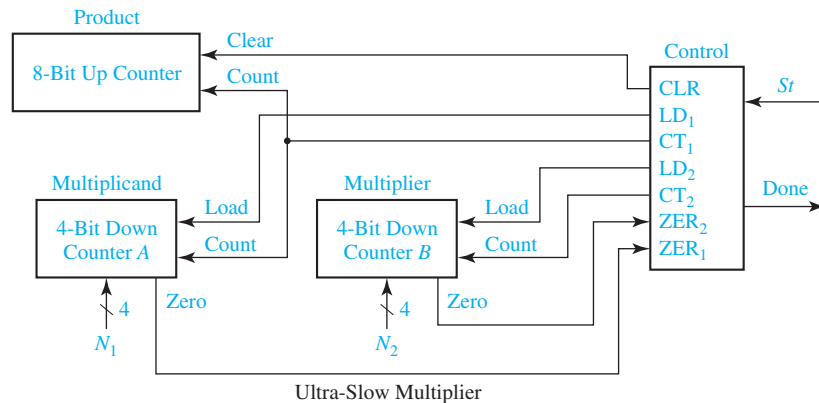 Product
8-Bit Up Counter
Clear
Count
Control
CLR
LD₁
CT₁
LD₂
CT₂
ZER₂
ZER₁
St
Done
Multiplicand
4-Bit Down
Counter A
Load
Count
Zero
4
N₁
Multiplier
4-Bit Down
Counter B
Load
Count
Zero
4
N₂
Ultra-Slow Multiplier